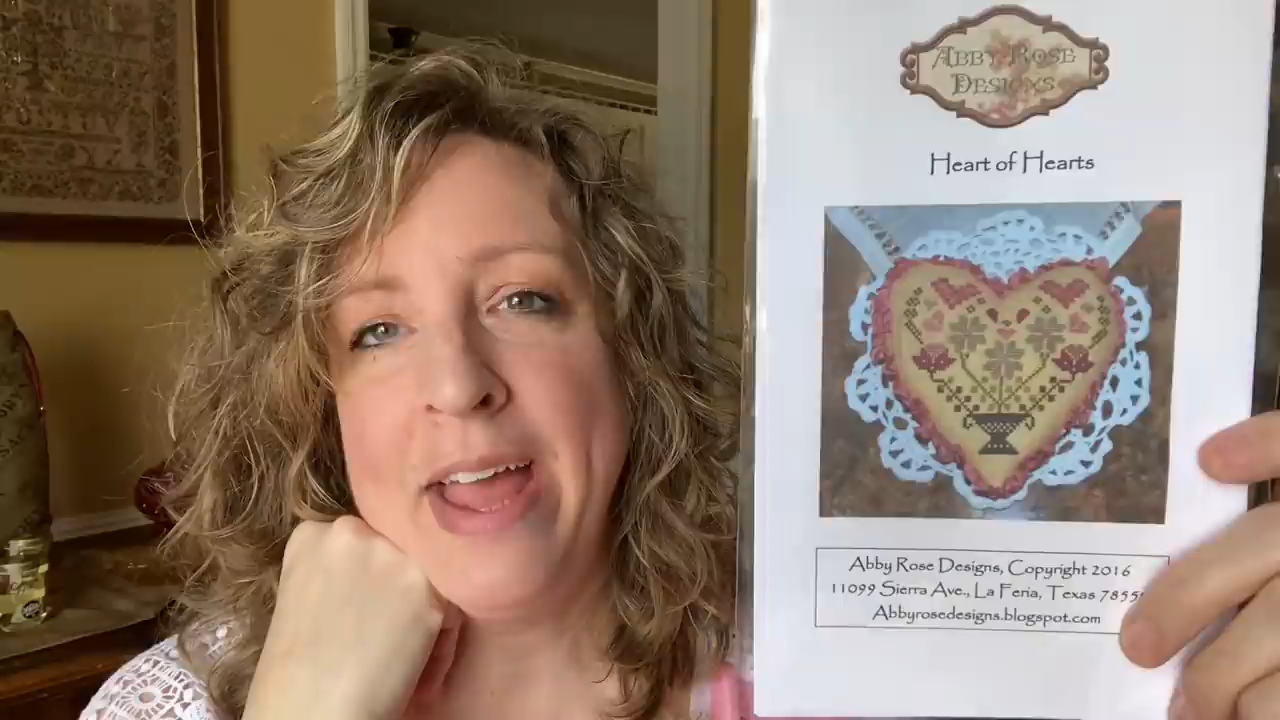 ABBY ROSE
DESIGNS
Heart of Hearts
Abby Rose Designs, Copyright 2016
11099 Sierra Ave., La Feria, Texas
Abbyrosedesigns.blogspot.com